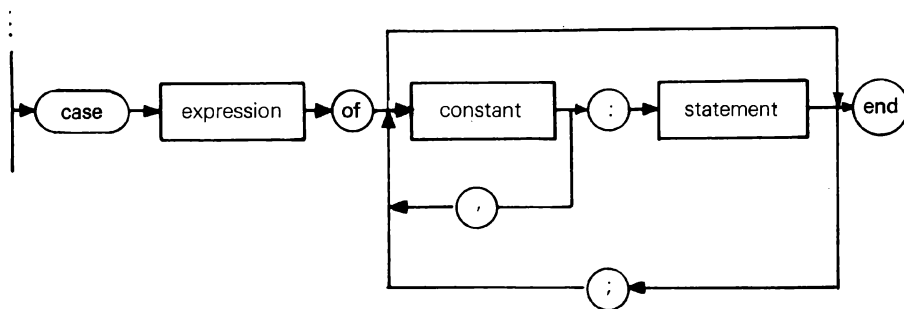 case expression of constant : statement end
,
;